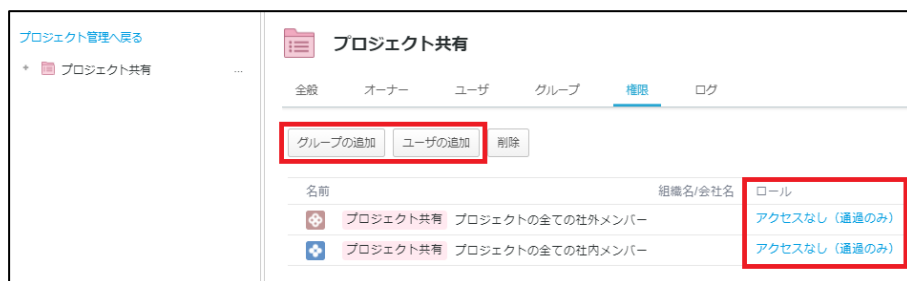 プロジェクト管理へ戻る
プロジェクト共有 ...
プロジェクト共有
全般 オーナー ユーザ グループ 権限 ログ
グループの追加 ユーザの追加 削除
名前 組織名/会社名 ロール
プロジェクト共有 プロジェクトの全ての社外メンバー アクセスなし（通過のみ）
プロジェクト共有 プロジェクトの全ての社内メンバー アクセスなし（通過のみ）